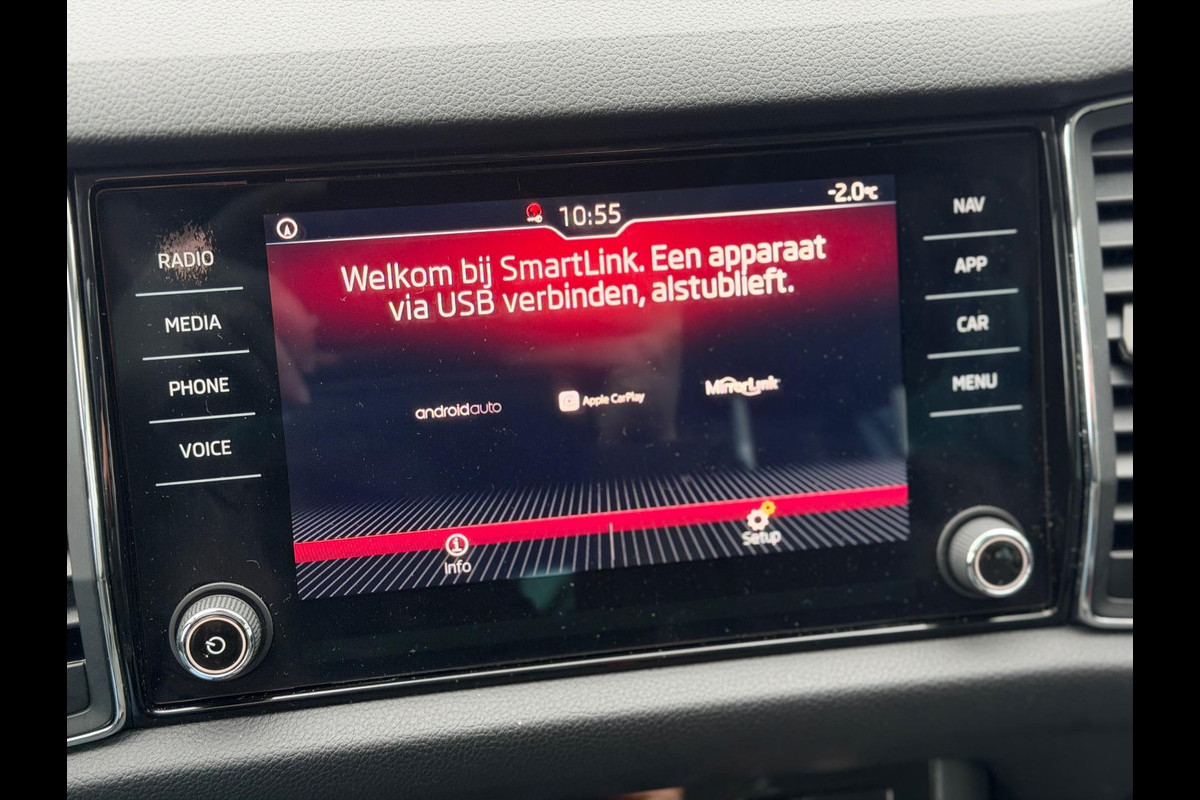 10:55
-2.0°C
Welkom bij SmartLink. Een apparaat
via USB verbinden, alstublieft.
androidauto
Apple CarPlay
MirrorLink
Info
Setup
RADIO
MEDIA
PHONE
VOICE
NAV
APP
CAR
MENU